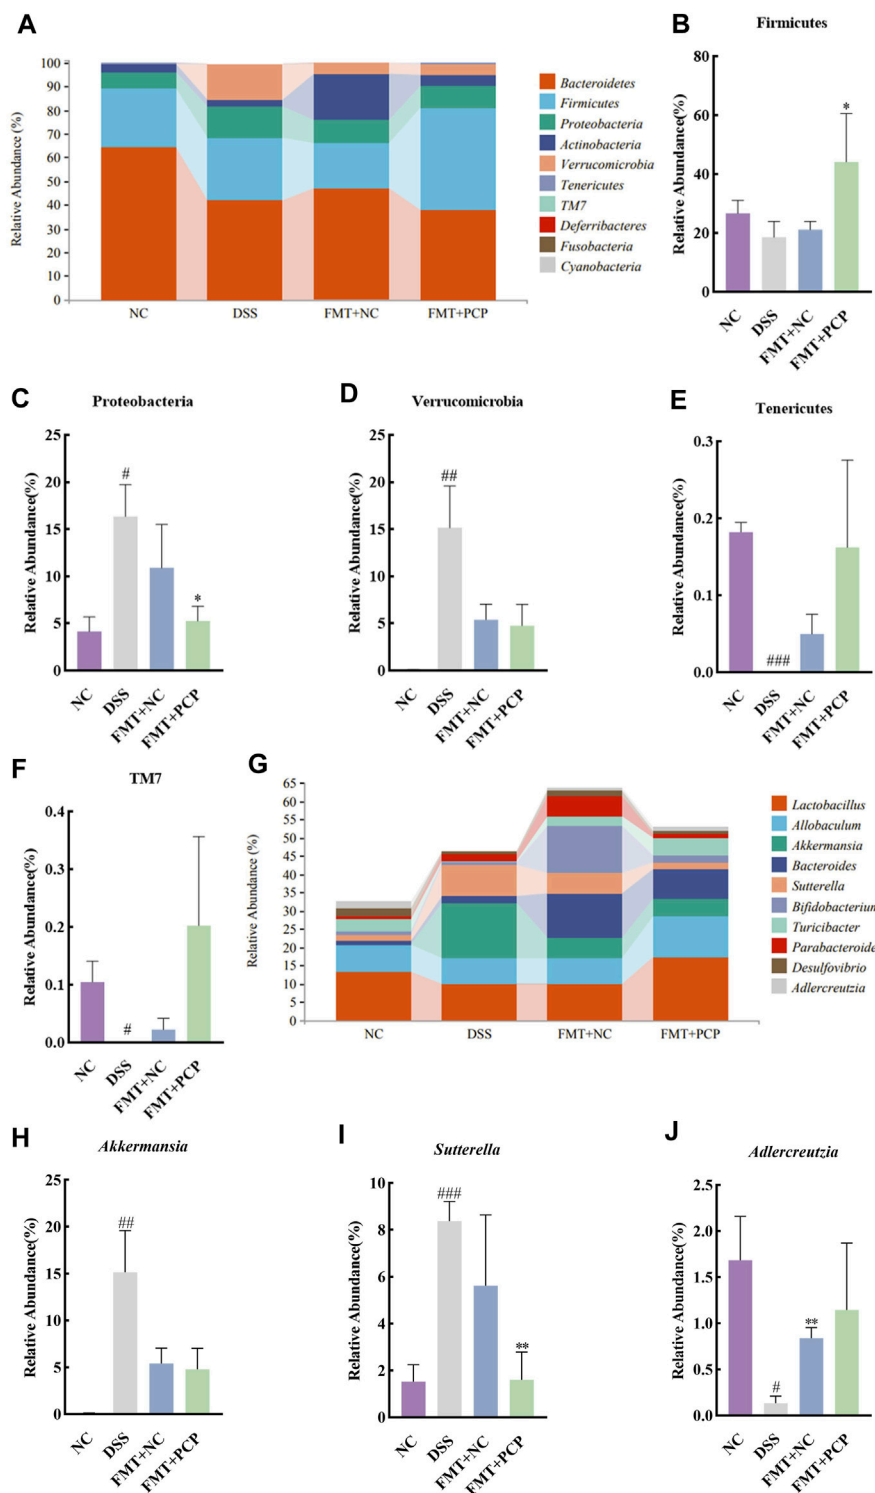 A
Relative Abundance (%)
100
90
80
70
60
50
40
30
20
10
0
NC
DSS
FMT+NC
FMT+PCP
Bacteroidetes
Firmicutes
Proteobacteria
Actinobacteria
Verrucomicrobia
Tenericutes
TM7
Deferribacteres
Fusobacteria
Cyanobacteria
B
Firmicutes
Relative Abundance(%)
80
60
40
20
0
*
NC
DSS
FMT+NC
FMT+PCP
C
Proteobacteria
Relative Abundance(%)
25
20
15
10
5
0
#
*
NC
DSS
FMT+NC
FMT+PCP
D
Verrucomicrobia
Relative Abundance(%)
25
20
15
10
5
0
##
NC
DSS
FMT+NC
FMT+PCP
E
Tenericutes
Relative Abundance(%)
0.3
0.2
0.1
0.0
###
NC
DSS
FMT+NC
FMT+PCP
F
TM7
Relative Abundance(%)
0.4
0.3
0.2
0.1
0.0
#
NC
DSS
FMT+NC
FMT+PCP
G
Relative Abundance (%)
65
60
55
50
45
40
35
30
25
20
15
10
5
0
NC
DSS
FMT+NC
FMT+PCP
Lactobacillus
Allobaculum
Akkermansia
Bacteroides
Sutterella
Bifidobacterium
Turicibacter
Parabacteroide
Desulfovibrio
Adlercreutzia
H
Akkermansia
Relative Abundance(%)
25
20
15
10
5
0
##
NC
DSS
FMT+NC
FMT+PCP
I
Sutterella
Relative Abundance(%)
10
8
6
4
2
0
###
**
NC
DSS
FMT+NC
FMT+PCP
J
Adlercreutzia
Relative Abundance(%)
2.5
2.0
1.5
1.0
0.5
0.0
#
**
NC
DSS
FMT+NC
FMT+PCP